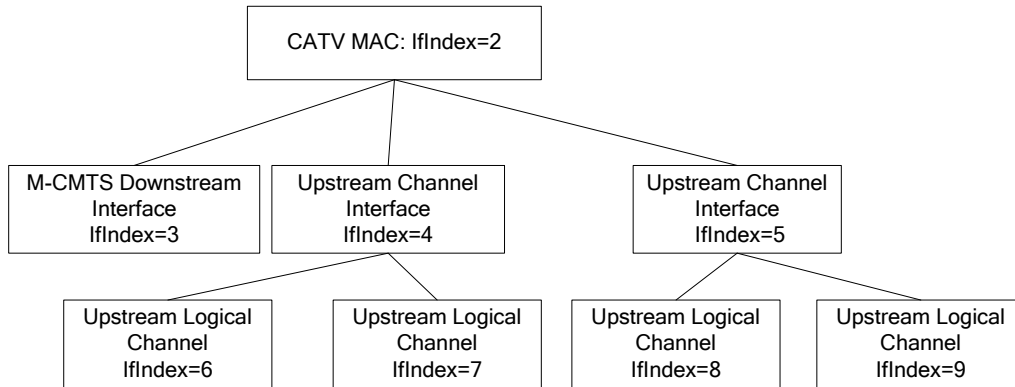 CATV MAC: IfIndex=2
M-CMTS Downstream
Interface
IfIndex=3
Upstream Channel
Interface
IfIndex=4
Upstream Channel
Interface
IfIndex=5
Upstream Logical
Channel
IfIndex=6
Upstream Logical
Channel
IfIndex=7
Upstream Logical
Channel
IfIndex=8
Upstream Logical
Channel
IfIndex=9